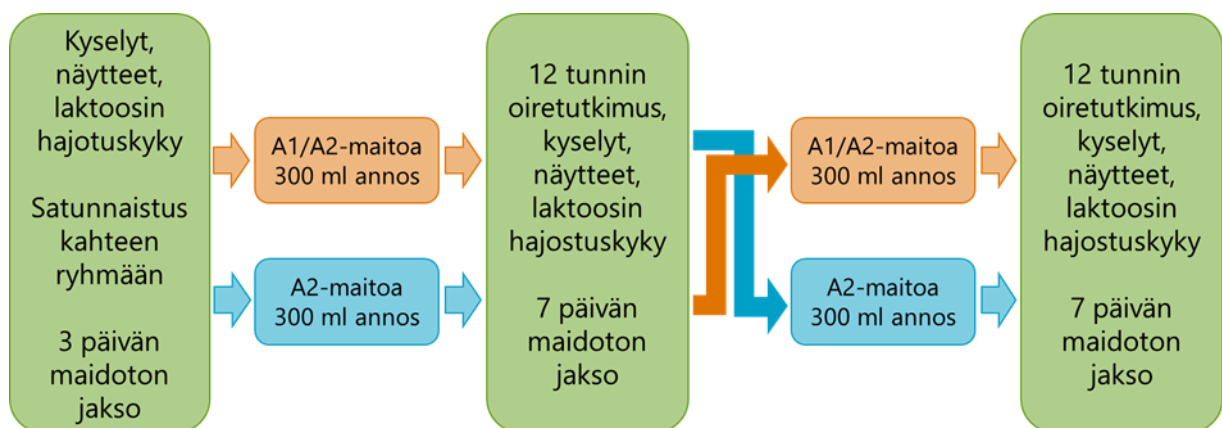 Kyselyt,
näytteet,
laktoosin
hajotuskyky
Satunnaistus
kahteen
ryhmään
3 päivän
maidoton
jakso
A1/A2-maitoa
300 ml annos
A2-maitoa
300 ml annos
12 tunnin
oiretutkimus,
kyselyt,
näytteet,
laktoosin
hajostuskyky
7 päivän
maidoton
jakso
A1/A2-maitoa
300 ml annos
A2-maitoa
300 ml annos
12 tunnin
oiretutkimus,
kyselyt,
näytteet,
laktoosin
hajostuskyky
7 päivän
maidoton
jakso